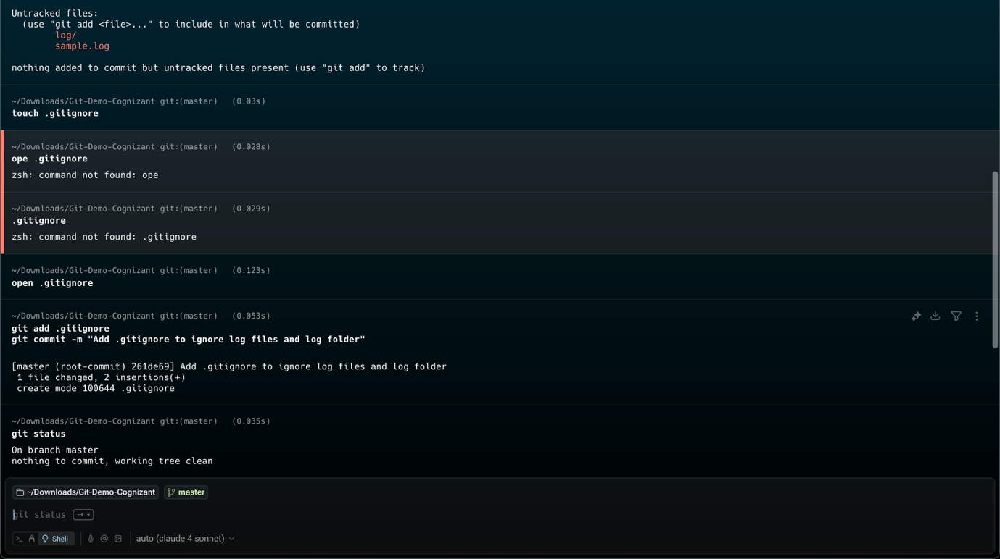 Untracked files:
  (use "git add <file>..." to include in what will be committed)
        log/
        sample.log
nothing added to commit but untracked files present (use "git add" to track)
~/Downloads/Git-Demo-Cognizant git:(master) (0.03s)
touch .gitignore
~/Downloads/Git-Demo-Cognizant git:(master) (0.028s)
ope .gitignore
zsh: command not found: ope
~/Downloads/Git-Demo-Cognizant git:(master) (0.029s)
.gitignore
zsh: command not found: .gitignore
~/Downloads/Git-Demo-Cognizant git:(master) (0.123s)
open .gitignore
~/Downloads/Git-Demo-Cognizant git:(master) (0.053s)
git add .gitignore
git commit -m "Add .gitignore to ignore log files and log folder"
[master (root-commit) 261de69] Add .gitignore to ignore log files and log folder
 1 file changed, 2 insertions(+)
 create mode 100644 .gitignore
~/Downloads/Git-Demo-Cognizant git:(master) (0.035s)
git status
On branch master
nothing to commit, working tree clean
~/Downloads/Git-Demo-Cognizant master
git status
Shell auto (claude 4 sonnet)